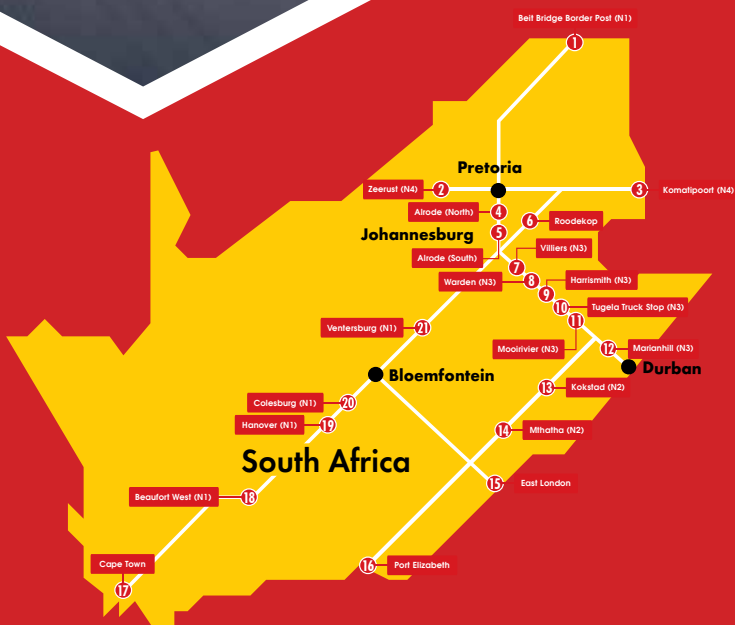 Beit Bridge Border Post (N1)
1
Pretoria
Zeerust (N4)
2
3
Komatipoort (N4)
Alrode (North)
4
6
Roodekop
Johannesburg
5
Villiers (N3)
Alrode (South)
7
Warden (N3)
8
Harrismith (N3)
9
10
Tugela Truck Stop (N3)
11
Ventersburg (N1)
21
Mooirivier (N3)
12
Marianhill (N3)
Durban
Bloemfontein
13
Kokstad (N2)
Colesburg (N1)
20
Hanover (N1)
19
14
Mthatha (N2)
South Africa
15
East London
Beaufort West (N1)
18
Cape Town
16
Port Elizabeth
17